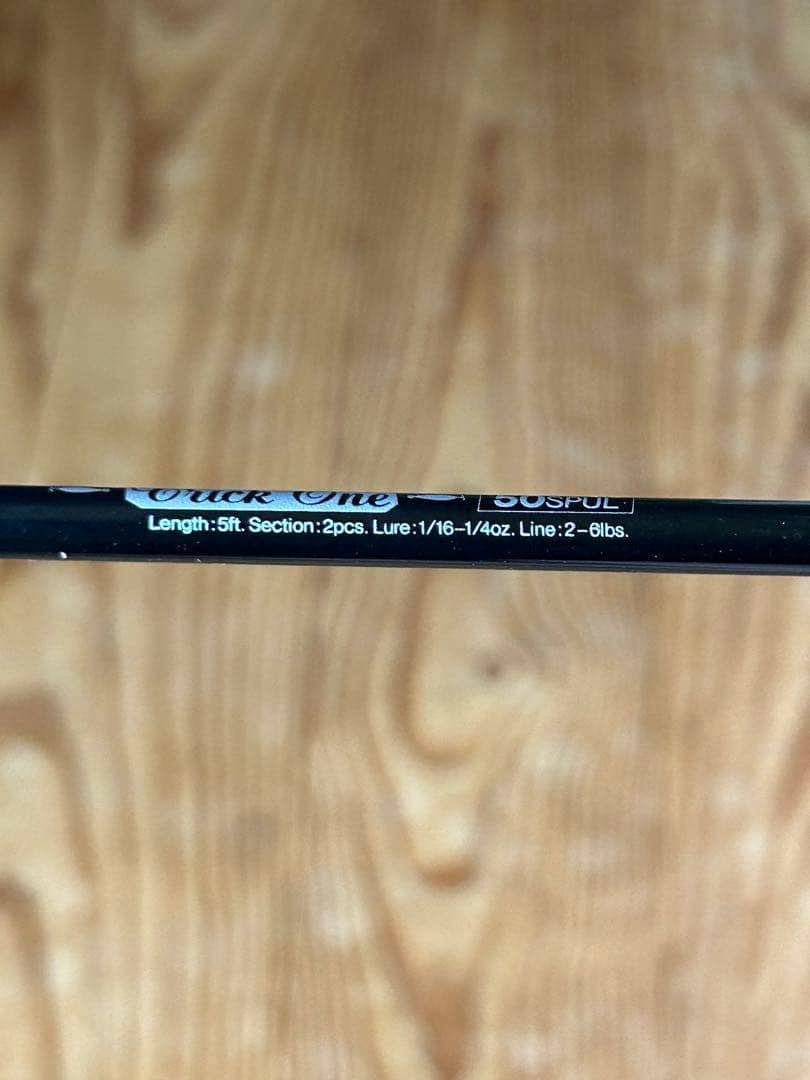 Trick One 50SPUL
Length:5ft. Section:2pcs. Lure:1/16-1/4oz. Line:2-6lbs.